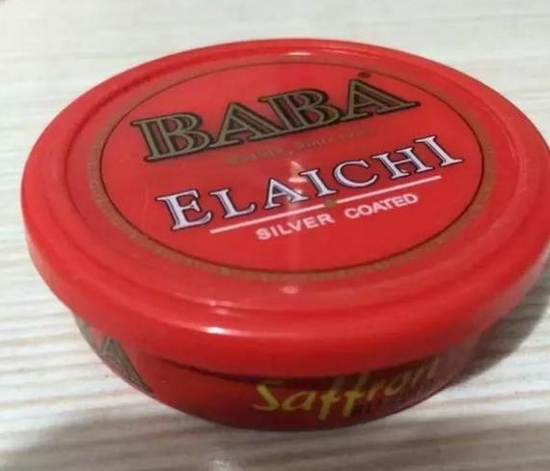 BABA
ELAICHI
SILVER COATED
Saffron